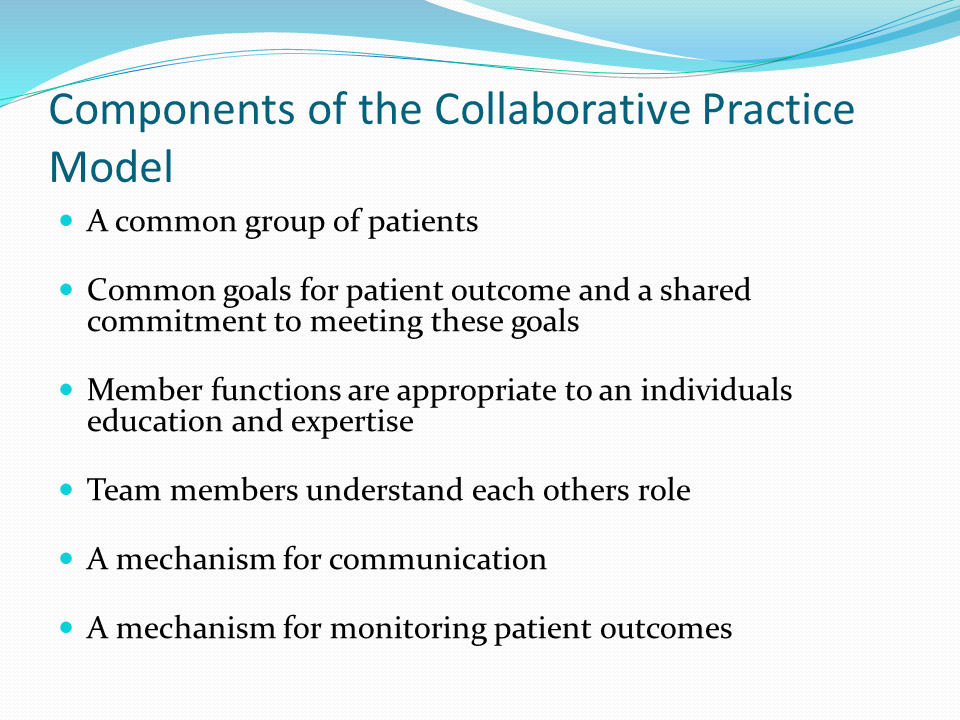 Components of the Collaborative Practice
Model
A common group of patients
Common goals for patient outcome and a shared
commitment to meeting these goals
Member functions are appropriate to an individuals
education and expertise
Team members understand each others role
A mechanism for communication
A mechanism for monitoring patient outcomes